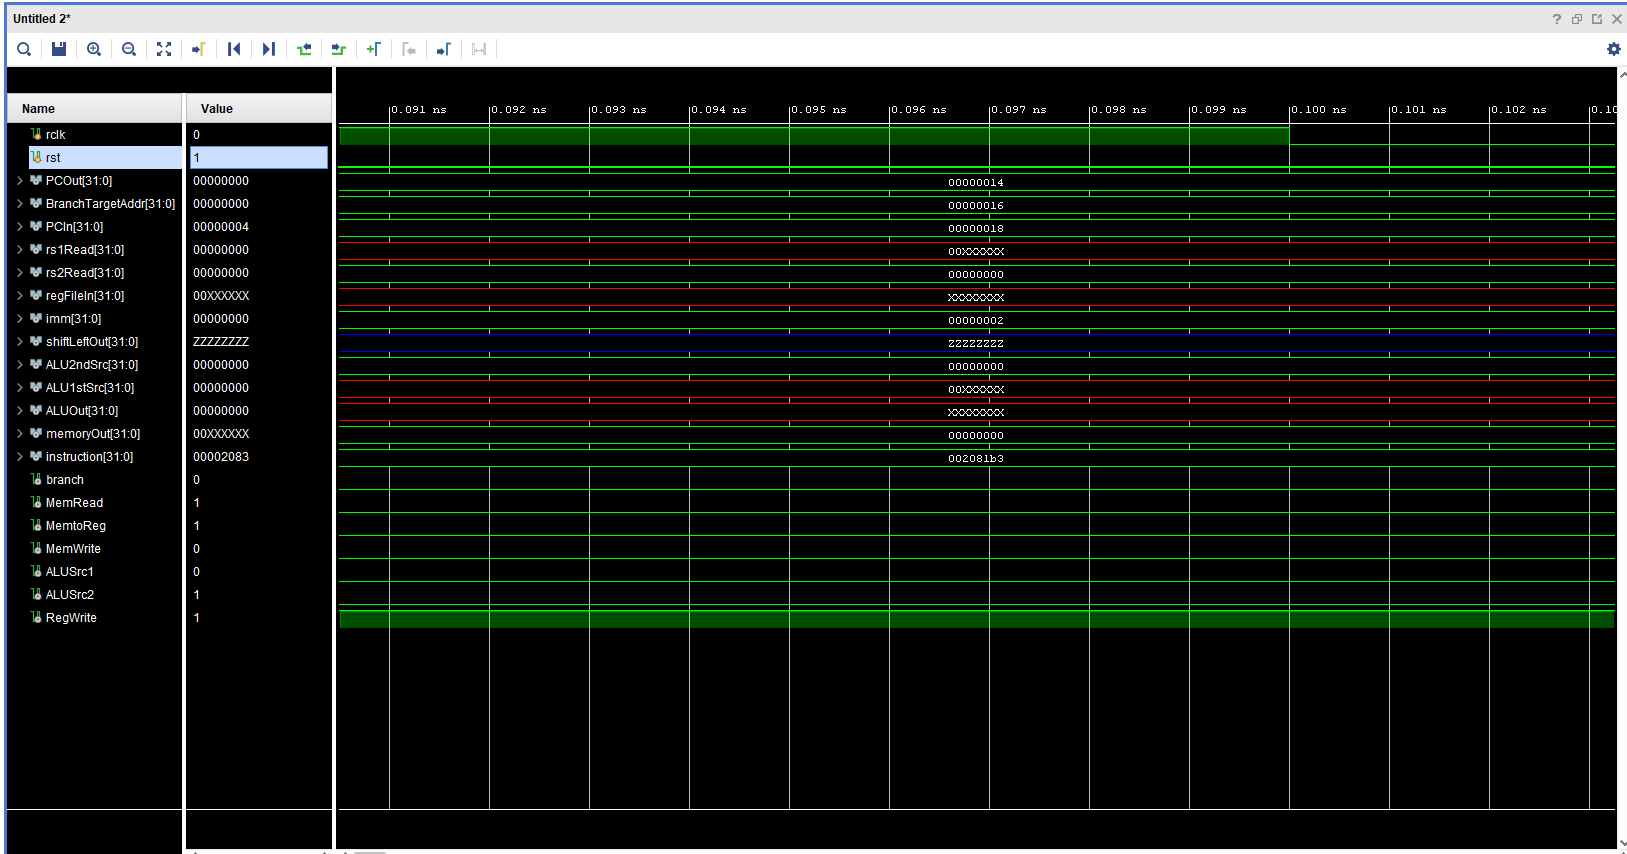 Untitled 2*
?
Name Value
0.091 ns 0.092 ns 0.093 ns 0.094 ns 0.095 ns 0.096 ns 0.097 ns 0.098 ns 0.099 ns 0.100 ns 0.101 ns 0.102 ns 0.10
rclk 0
rst 1
PCOut[31:0] 00000000 00000014
BranchTargetAddr[31:0] 00000000 00000016
PCIn[31:0] 00000004 00000018
rs1Read[31:0] 00000000 00XXXXXX
rs2Read[31:0] 00000000 00000000
regFileIn[31:0] 00XXXXXX XXXXXXXX
imm[31:0] 00000000 00000002
shiftLeftOut[31:0] ZZZZZZZZ ZZZZZZZZ
ALU2ndSrc[31:0] 00000000 00000000
ALU1stSrc[31:0] 00000000 00XXXXXX
ALUOut[31:0] 00000000 XXXXXXXX
memoryOut[31:0] 00XXXXXX 00000000
instruction[31:0] 00002083 002081b3
branch 0
MemRead 1
MemtoReg 1
MemWrite 0
ALUSrc1 0
ALUSrc2 1
RegWrite 1